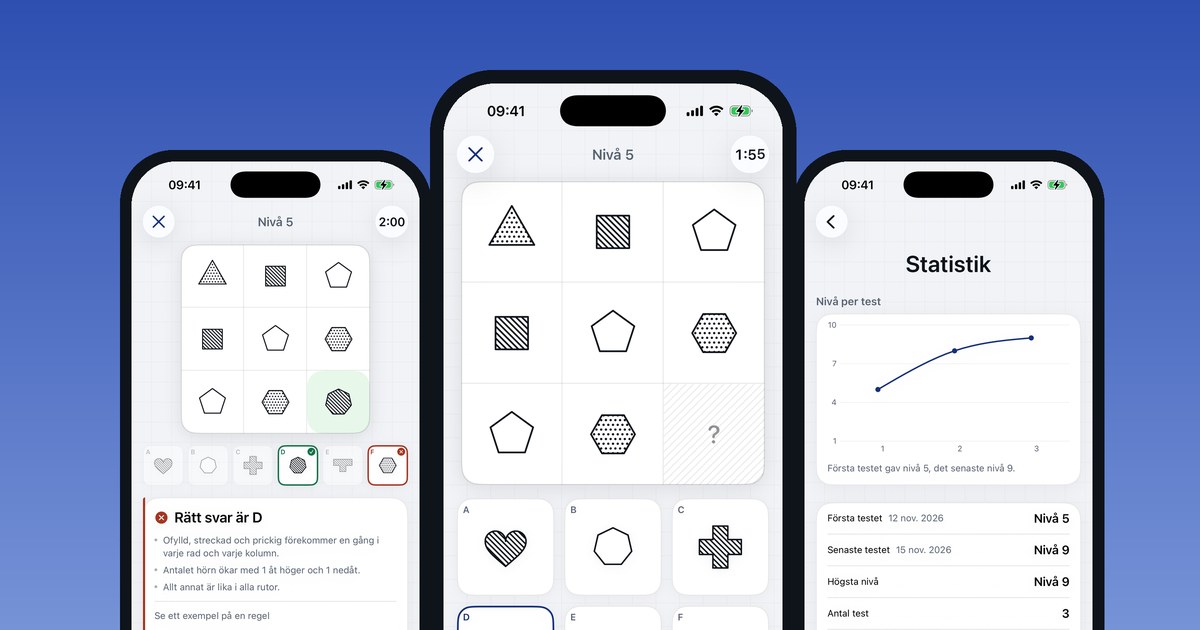 09:41
Nivå 5
2:00
A
B
C
D
E
F
Rätt svar är D
Ofylld, streckad och prickig förekommer en gång i
varje rad och varje kolumn.
Antalet hörn ökar med 1 åt höger och 1 nedåt.
Allt annat är lika i alla rutor.
Se ett exempel på en regel
09:41
Nivå 5
1:55
?
A
B
C
D
E
F
09:41
Statistik
Nivå per test
10
7
4
1
1
2
3
Första testet gav nivå 5, det senaste nivå 9.
Första testet 12 nov. 2026 Nivå 5
Senaste testet 15 nov. 2026 Nivå 9
Högsta nivå Nivå 9
Antal test 3